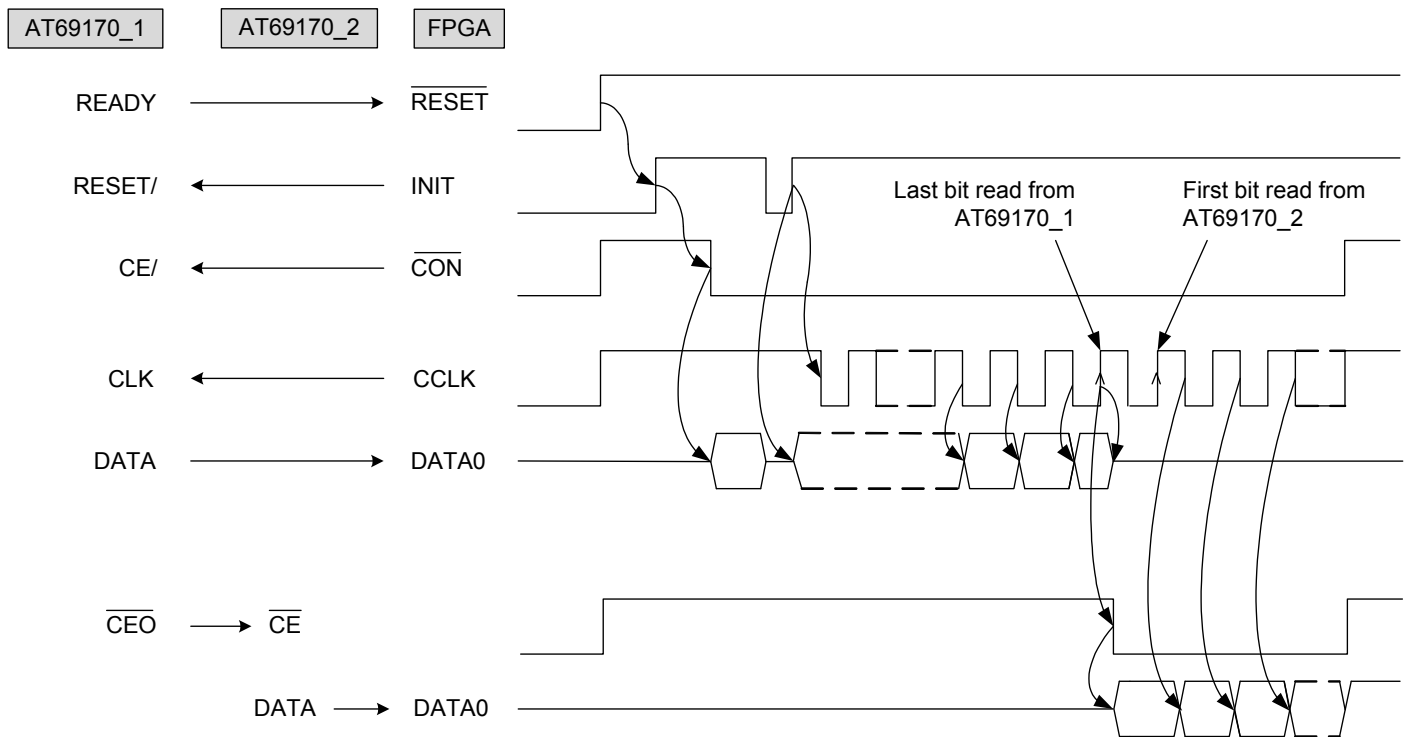 AT69170_1 AT69170_2 FPGA
READY RESET
RESET/ INIT
Last bit read from
AT69170_1
First bit read from
AT69170_2
CE/ CON
CLK CCLK
DATA DATA0
CEO CE
DATA DATA0